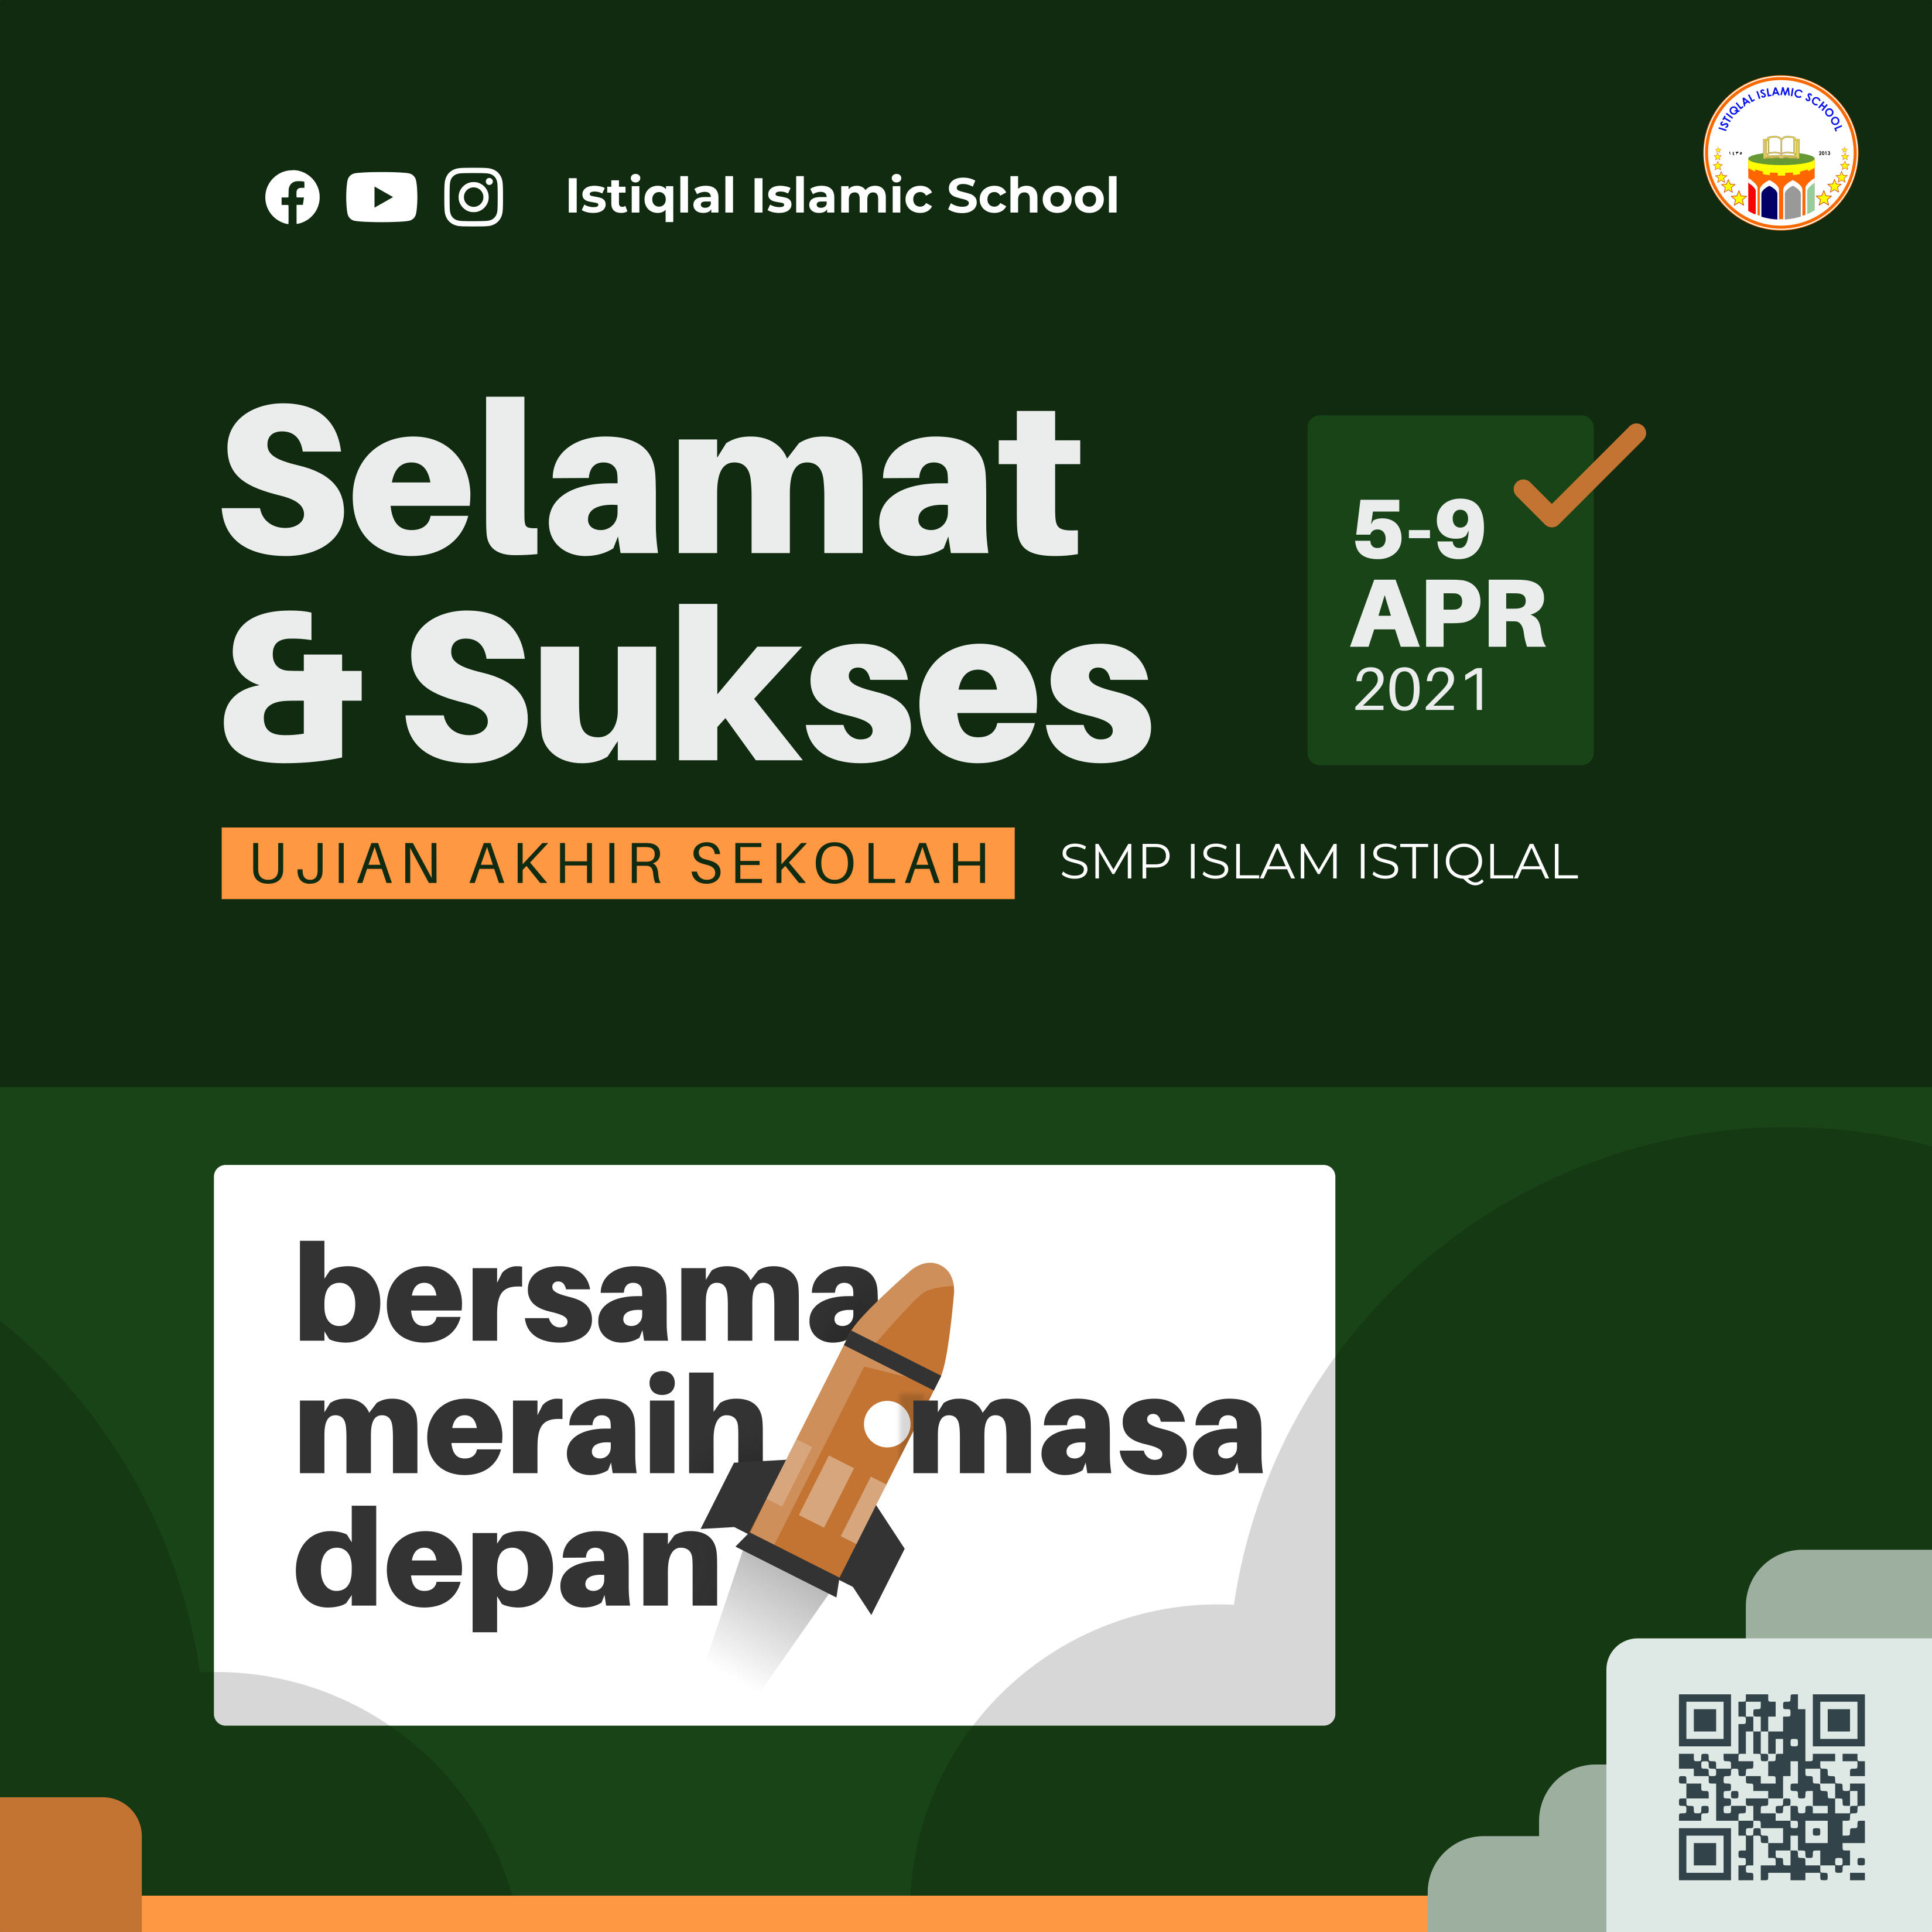 Istiqlal Islamic School
ISTIQLAL ISLAMIC SCHOOL
١٤٣٥ 2013
Selamat
& Sukses
5-9
APR
2021
UJIAN AKHIR SEKOLAH
SMP ISLAM ISTIQLAL
bersama
meraih masa
depan